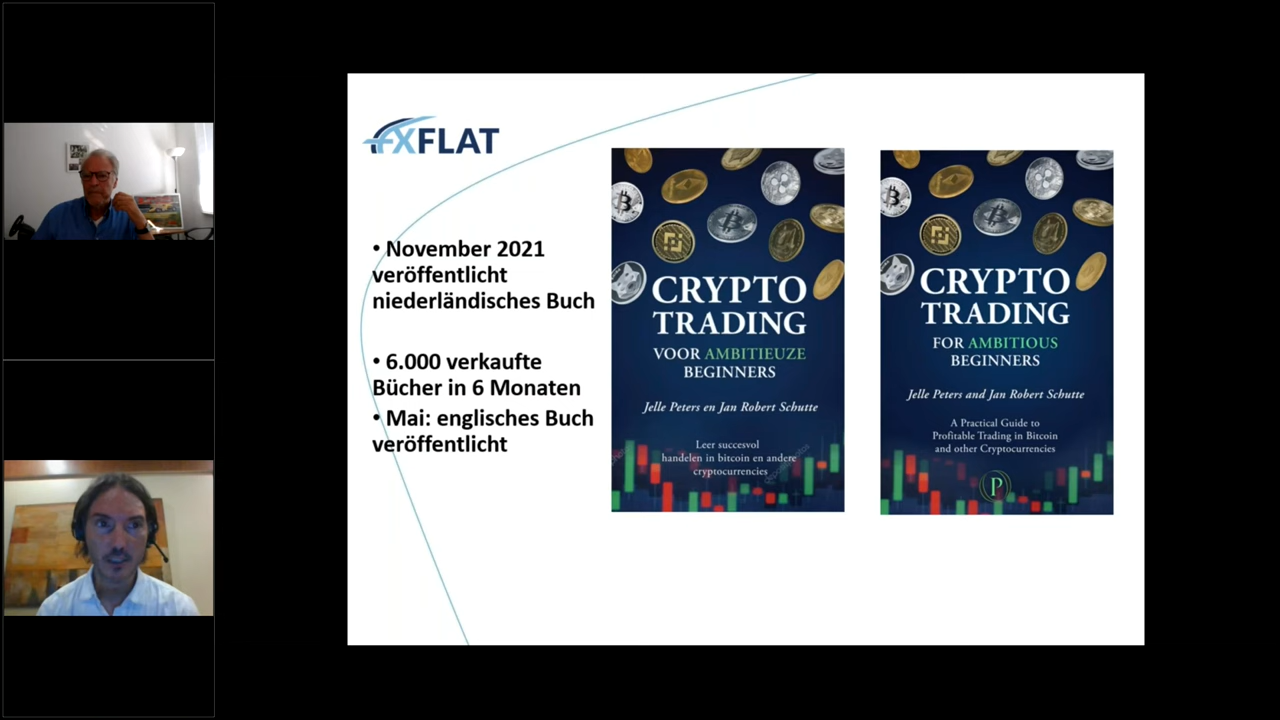 FXFLAT
• November 2021
veröffentlicht
niederländisches Buch
• 6.000 verkaufte
Bücher in 6 Monaten
• Mai: englisches Buch
veröffentlicht
CRYPTO
TRADING
VOOR AMBITIEUZE
BEGINNERS
Jelle Peters en Jan Robert Schutte
Leer succesvol
handelen in bitcoin en andere
cryptocurrencies
CRYPTO
TRADING
FOR AMBITIOUS
BEGINNERS
Jelle Peters and Jan Robert Schutte
A Practical Guide to
Profitable Trading in Bitcoin
and other Cryptocurrencies
P